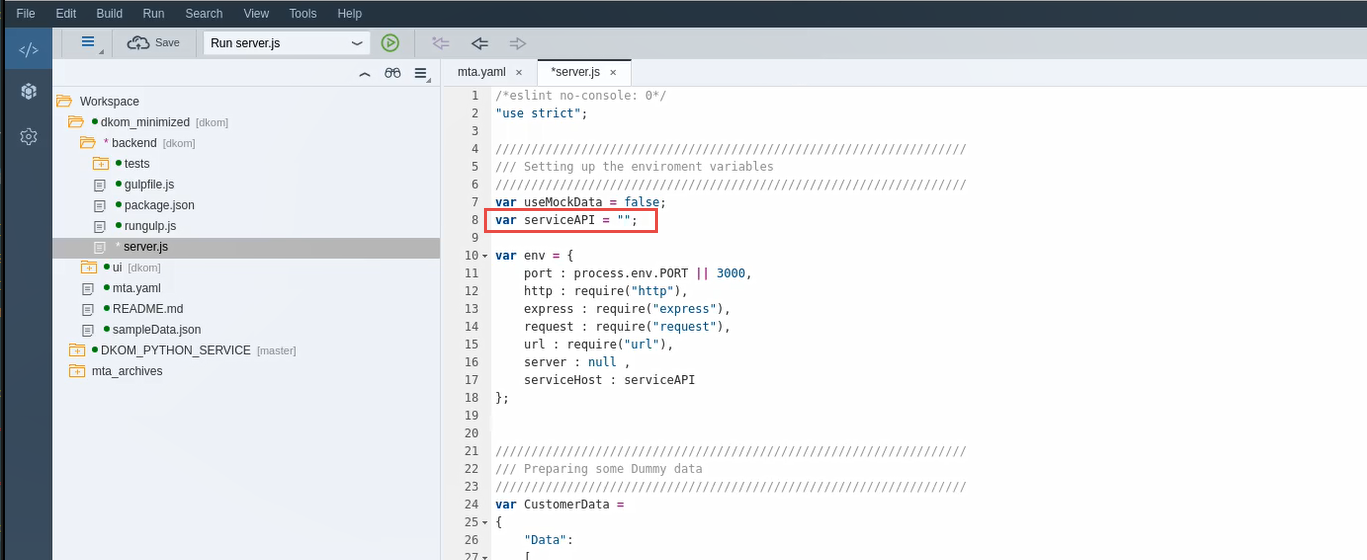 File Edit Build Run Search View Tools Help
</> Save Run server.js
mta.yaml × *server.js ×
Workspace
dkom_minimized [dkom]
* backend [dkom]
tests
gulpfile.js
package.json
rungulp.js
* server.js
ui [dkom]
mta.yaml
README.md
sampleData.json
DKOM_PYTHON_SERVICE [master]
mta_archives
1 /*eslint no-console: 0*/
2 "use strict";
3
4 //////////////////////////////////////////////////////////////////
5 /// Setting up the enviroment variables
6 //////////////////////////////////////////////////////////////////
7 var useMockData = false;
8 var serviceAPI = "";
9
10 var env = {
11 port : process.env.PORT || 3000,
12 http : require("http"),
13 express : require("express"),
14 request : require("request"),
15 url : require("url"),
16 server : null ,
17 serviceHost : serviceAPI
18 };
19
20
21 //////////////////////////////////////////////////////////////////
22 /// Preparing some Dummy data
23 //////////////////////////////////////////////////////////////////
24 var CustomerData =
25 {
26 "Data":
27 [